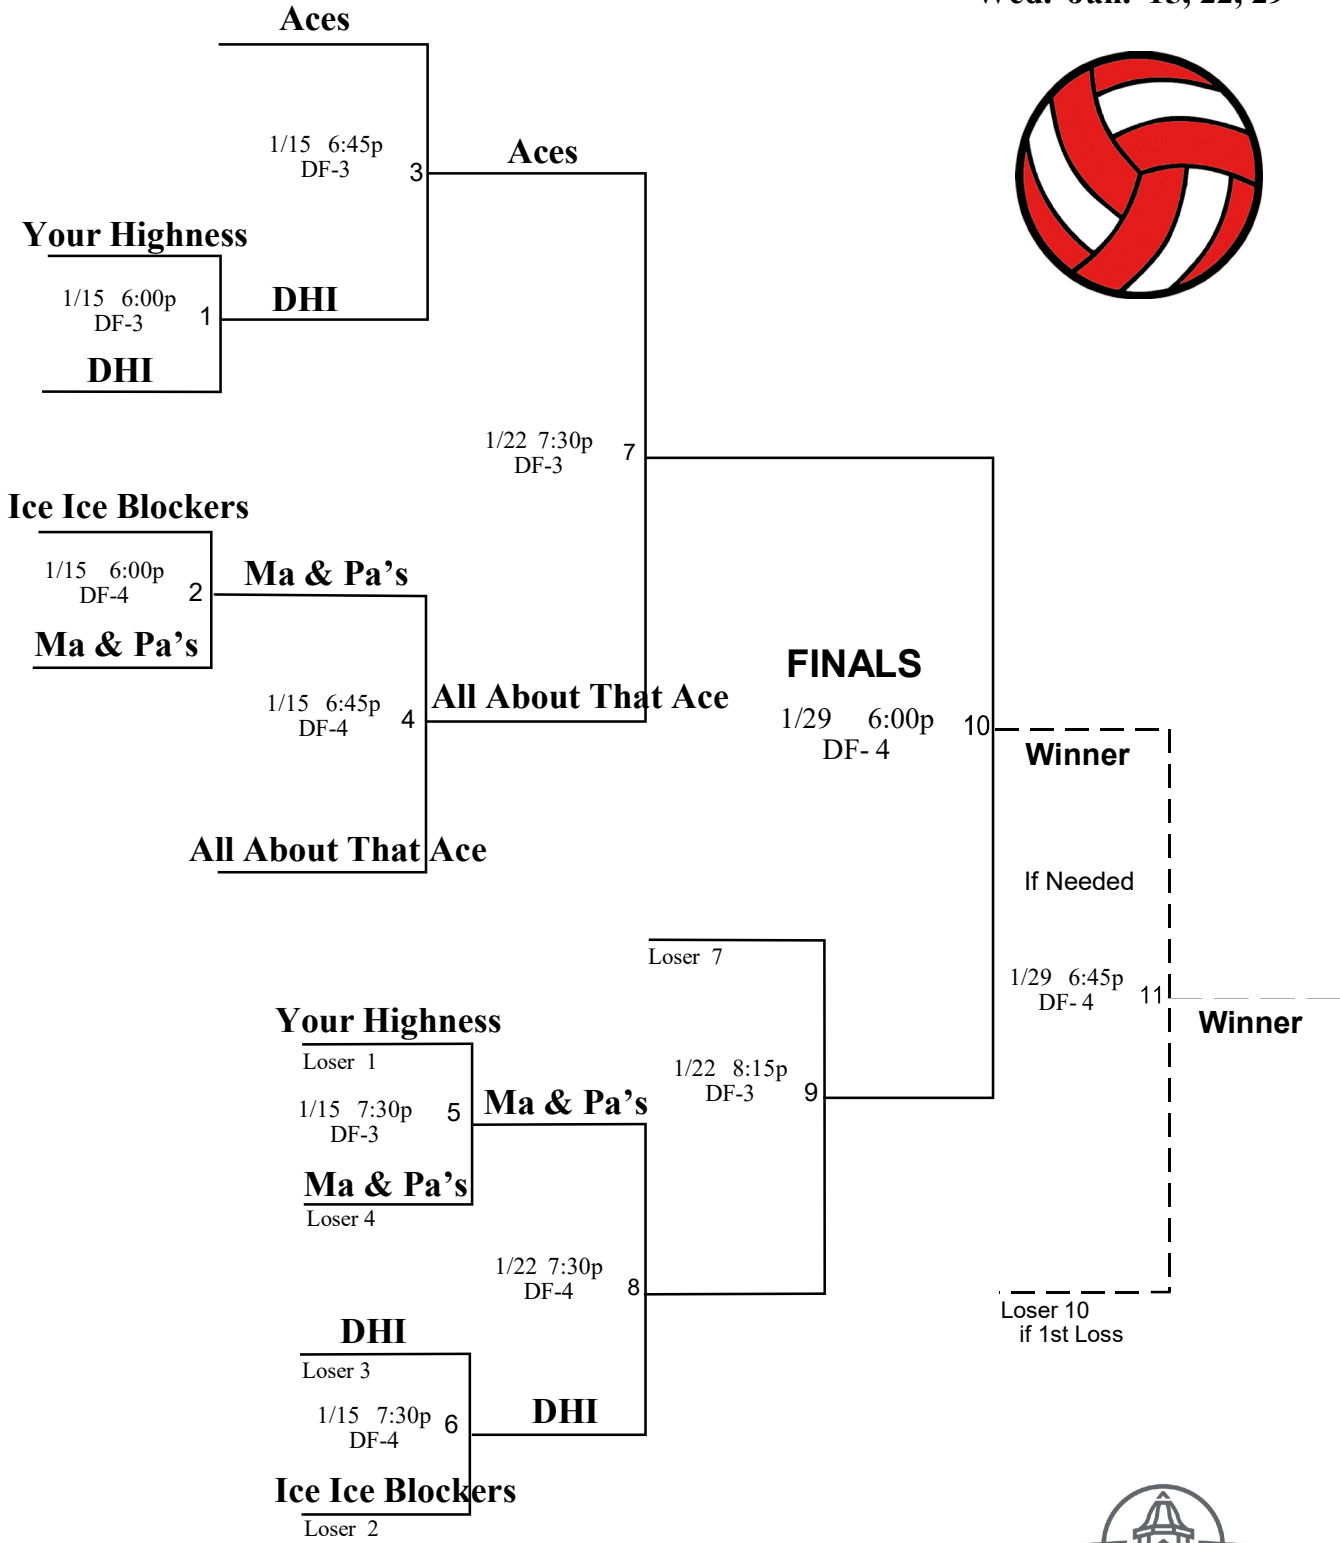 Wed. Jan. 15, 22, 29
Aces
1/15 6:45p
DF-3
3
Aces
Your Highness
1/15 6:00p
DF-3
1
DHI
DHI
1/22 7:30p
DF-3
7
Ice Ice Blockers
1/15 6:00p
DF-4
2
Ma & Pa’s
Ma & Pa’s
1/15 6:45p
DF-4
4
All About That Ace
All About That Ace
FINALS
1/29 6:00p
DF- 4
10
Winner
If Needed
1/29 6:45p
DF- 4
11
Winner
Loser 7
1/22 8:15p
DF-3
9
Your Highness
Loser 1
1/15 7:30p
DF-3
5
Ma & Pa’s
Ma & Pa’s
Loser 4
1/22 7:30p
DF-4
8
Loser 10
if 1st Loss
DHI
Loser 3
1/15 7:30p
DF-4
6
DHI
Ice Ice Blockers
Loser 2